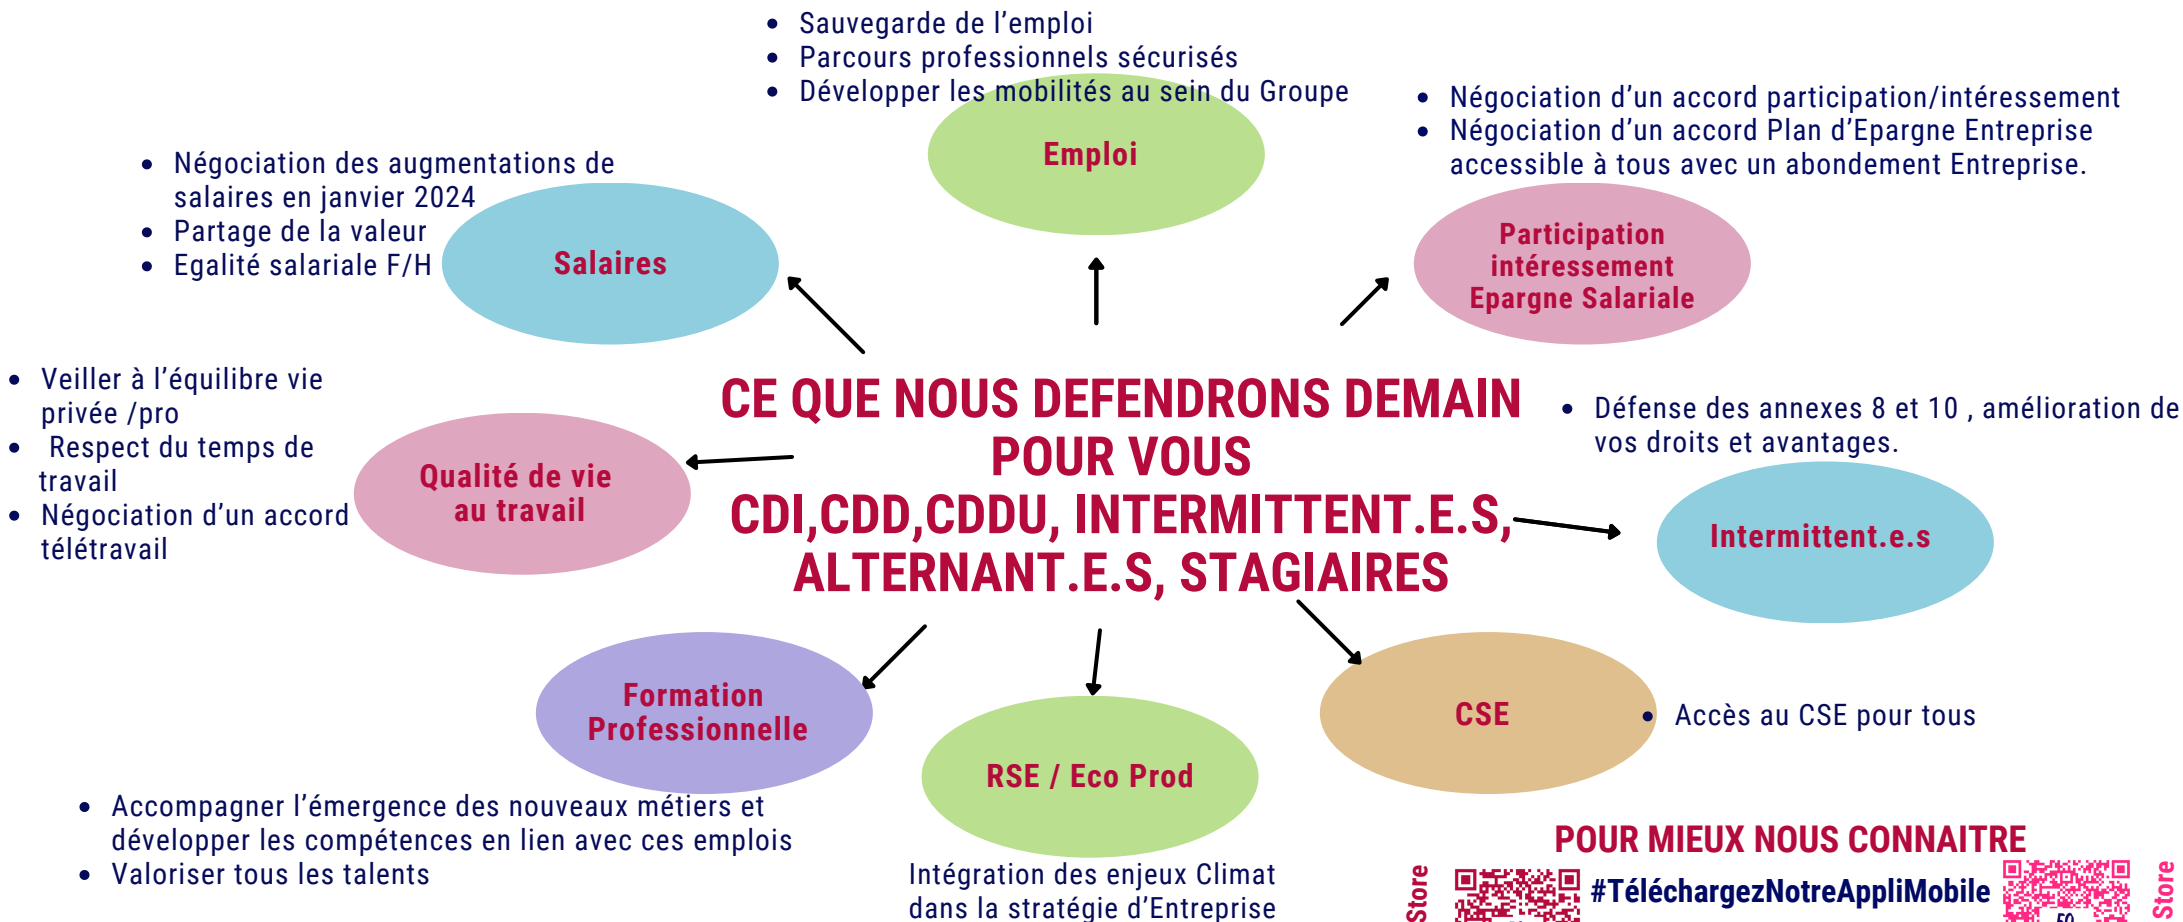 • Sauvegarde de l’emploi
• Parcours professionnels sécurisés
• Développer les mobilités au sein du Groupe
Emploi
• Négociation d’un accord participation/intéressement
• Négociation d’un accord Plan d’Epargne Entreprise
accessible à tous avec un abondement Entreprise.
Participation
intéressement
Epargne Salariale
• Négociation des augmentations de
salaires en janvier 2024
• Partage de la valeur
• Egalité salariale F/H
Salaires
• Veiller à l’équilibre vie
privée /pro
• Respect du temps de
travail
• Négociation d’un accord
télétravail
Qualité de vie
au travail
CE QUE NOUS DEFENDRONS DEMAIN
POUR VOUS
CDI,CDD,CDDU, INTERMITTENT.E.S,
ALTERNANT.E.S, STAGIAIRES
• Défense des annexes 8 et 10 , amélioration de
vos droits et avantages.
Intermittent.e.s
Formation
Professionnelle
• Accompagner l’émergence des nouveaux métiers et
développer les compétences en lien avec ces emplois
• Valoriser tous les talents
RSE / Eco Prod
Intégration des enjeux Climat
dans la stratégie d’Entreprise
CSE
• Accès au CSE pour tous
POUR MIEUX NOUS CONNAITRE
Store
#TéléchargezNotreAppliMobile
Store